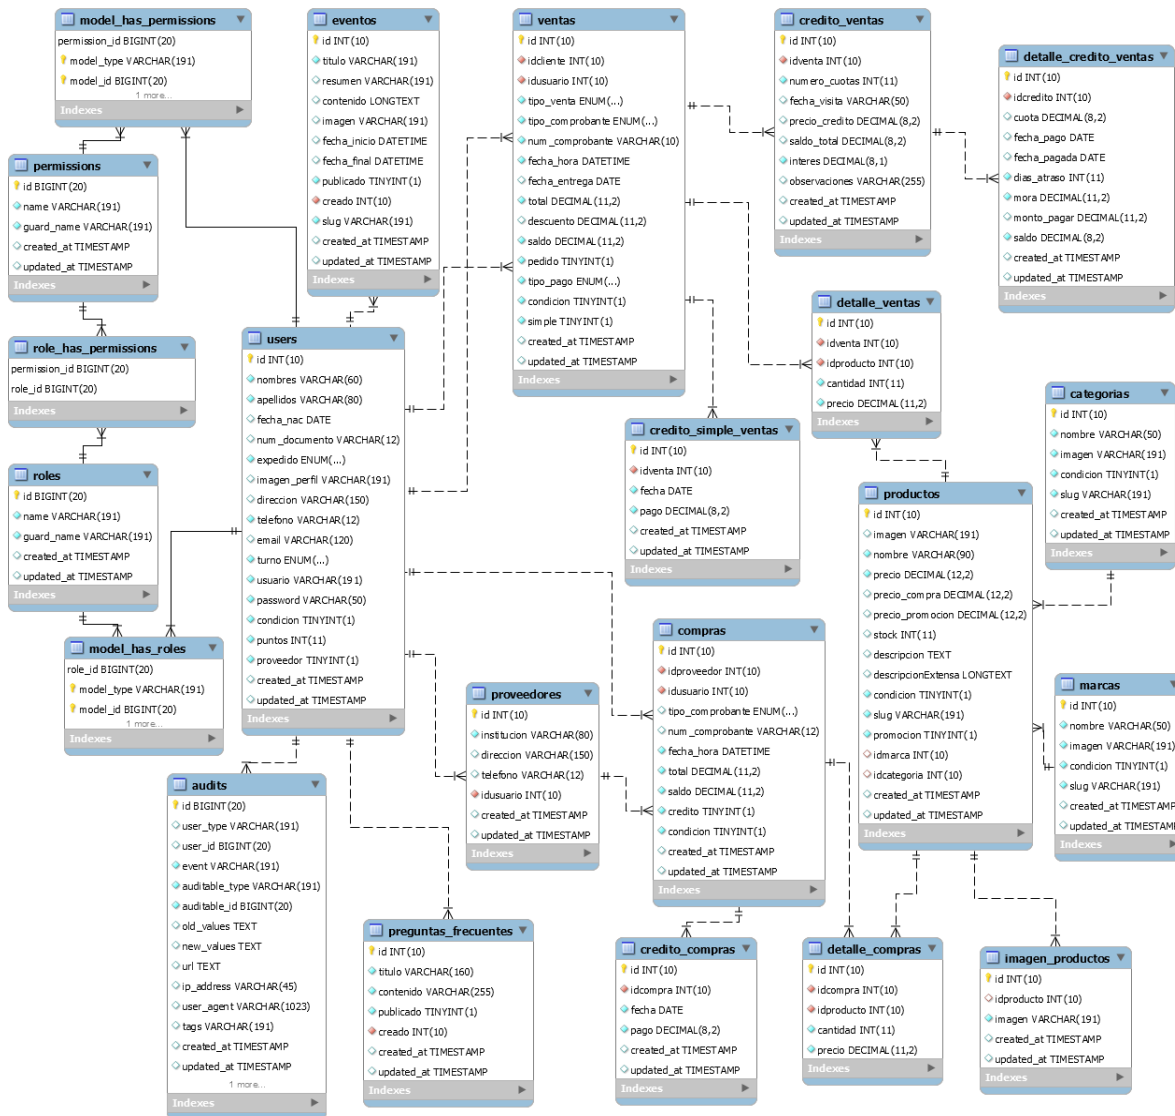 model_has_permissions
permission_id BIGINT(20)
model_type VARCHAR(191)
model_id BIGINT(20)
1 more...
Indexes
permissions
id BIGINT(20)
name VARCHAR(191)
guard_name VARCHAR(191)
created_at TIMESTAMP
updated_at TIMESTAMP
Indexes
role_has_permissions
permission_id BIGINT(20)
role_id BIGINT(20)
Indexes
roles
id BIGINT(20)
name VARCHAR(191)
guard_name VARCHAR(191)
created_at TIMESTAMP
updated_at TIMESTAMP
Indexes
model_has_roles
role_id BIGINT(20)
model_type VARCHAR(191)
model_id BIGINT(20)
1 more...
Indexes
eventos
id INT(10)
titulo VARCHAR(191)
resumen VARCHAR(191)
contenido LONGTEXT
imagen VARCHAR(191)
fecha_inicio DATETIME
fecha_final DATETIME
publicado TINYINT(1)
creado INT(10)
slug VARCHAR(191)
created_at TIMESTAMP
updated_at TIMESTAMP
Indexes
users
id INT(10)
nombres VARCHAR(60)
apellidos VARCHAR(80)
fecha_nac DATE
num_documento VARCHAR(12)
expedido ENUM(...)
imagen_perfil VARCHAR(191)
direccion VARCHAR(150)
telefono VARCHAR(12)
email VARCHAR(120)
turno ENUM(...)
usuario VARCHAR(191)
password VARCHAR(50)
condicion TINYINT(1)
puntos INT(11)
proveedor TINYINT(1)
created_at TIMESTAMP
updated_at TIMESTAMP
Indexes
audits
id BIGINT(20)
user_type VARCHAR(191)
user_id BIGINT(20)
event VARCHAR(191)
auditable_type VARCHAR(191)
auditable_id BIGINT(20)
old_values TEXT
new_values TEXT
url TEXT
ip_address VARCHAR(45)
user_agent VARCHAR(1023)
tags VARCHAR(191)
created_at TIMESTAMP
updated_at TIMESTAMP
1 more...
Indexes
preguntas_frecuentes
id INT(10)
titulo VARCHAR(160)
contenido VARCHAR(255)
publicado TINYINT(1)
creado INT(10)
created_at TIMESTAMP
updated_at TIMESTAMP
Indexes
proveedores
id INT(10)
institucion VARCHAR(80)
direccion VARCHAR(150)
telefono VARCHAR(12)
idusuario INT(10)
created_at TIMESTAMP
updated_at TIMESTAMP
Indexes
ventas
id INT(10)
idcliente INT(10)
idusuario INT(10)
tipo_venta ENUM(...)
tipo_comprobante ENUM(...)
num_comprobante VARCHAR(10)
fecha_hora DATETIME
fecha_entrega DATE
total DECIMAL(11,2)
descuento DECIMAL(11,2)
saldo DECIMAL(11,2)
pedido TINYINT(1)
tipo_pago ENUM(...)
condicion TINYINT(1)
simple TINYINT(1)
created_at TIMESTAMP
updated_at TIMESTAMP
Indexes
credito_simple_ventas
id INT(10)
idventa INT(10)
fecha DATE
pago DECIMAL(8,2)
created_at TIMESTAMP
updated_at TIMESTAMP
Indexes
compras
id INT(10)
idproveedor INT(10)
idusuario INT(10)
tipo_comprobante ENUM(...)
num_comprobante VARCHAR(12)
fecha_hora DATETIME
total DECIMAL(11,2)
saldo DECIMAL(11,2)
credito TINYINT(1)
condicion TINYINT(1)
created_at TIMESTAMP
updated_at TIMESTAMP
Indexes
credito_compras
id INT(10)
idcompra INT(10)
fecha DATE
pago DECIMAL(8,2)
created_at TIMESTAMP
updated_at TIMESTAMP
Indexes
credito_ventas
id INT(10)
idventa INT(10)
numero_cuotas INT(11)
fecha_visita VARCHAR(50)
precio_credito DECIMAL(8,2)
saldo_total DECIMAL(8,2)
interes DECIMAL(8,1)
observaciones VARCHAR(255)
created_at TIMESTAMP
updated_at TIMESTAMP
Indexes
detalle_ventas
id INT(10)
idventa INT(10)
idproducto INT(10)
cantidad INT(11)
precio DECIMAL(11,2)
Indexes
productos
id INT(10)
imagen VARCHAR(191)
nombre VARCHAR(90)
precio DECIMAL(12,2)
precio_compra DECIMAL(12,2)
precio_promocion DECIMAL(12,2)
stock INT(11)
descripcion TEXT
descripcionExtensa LONGTEXT
condicion TINYINT(1)
slug VARCHAR(191)
promocion TINYINT(1)
idmarca INT(10)
idcategoria INT(10)
created_at TIMESTAMP
updated_at TIMESTAMP
Indexes
detalle_compras
id INT(10)
idcompra INT(10)
idproducto INT(10)
cantidad INT(11)
precio DECIMAL(11,2)
Indexes
detalle_credito_ventas
id INT(10)
idcredito INT(10)
cuota DECIMAL(8,2)
fecha_pago DATE
fecha_pagada DATE
dias_atraso INT(11)
mora DECIMAL(11,2)
monto_pagar DECIMAL(11,2)
saldo DECIMAL(8,2)
created_at TIMESTAMP
updated_at TIMESTAMP
Indexes
categorias
id INT(10)
nombre VARCHAR(50)
imagen VARCHAR(191)
condicion TINYINT(1)
slug VARCHAR(191)
created_at TIMESTAMP
updated_at TIMESTAMP
Indexes
marcas
id INT(10)
nombre VARCHAR(50)
imagen VARCHAR(191)
condicion TINYINT(1)
slug VARCHAR(191)
created_at TIMESTAMP
updated_at TIMESTAMP
Indexes
imagen_productos
id INT(10)
idproducto INT(10)
imagen VARCHAR(191)
created_at TIMESTAMP
updated_at TIMESTAMP
Indexes